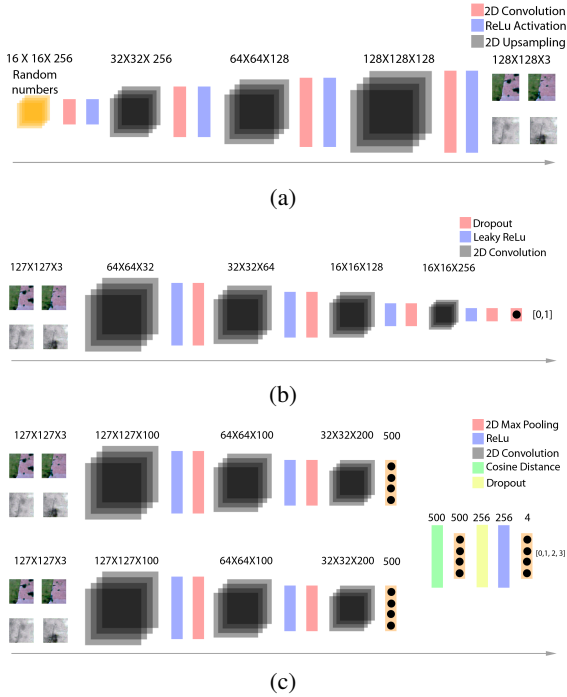 2D Convolution
ReLu Activation
2D Upsampling
16 X 16X 256 32X32X 256 64X64X128 128X128X128 128X128X3
Random
numbers
(a)
Dropout
Leaky ReLu
2D Convolution
127X127X3 64X64X32 32X32X64 16X16X128 16X16X256
[0,1]
(b)
2D Max Pooling
ReLu
2D Convolution
Cosine Distance
Dropout
127X127X3 127X127X100 64X64X100 32X32X200 500
500 500 256 256 4
[0,1, 2, 3]
127X127X3 127X127X100 64X64X100 32X32X200 500
(c)